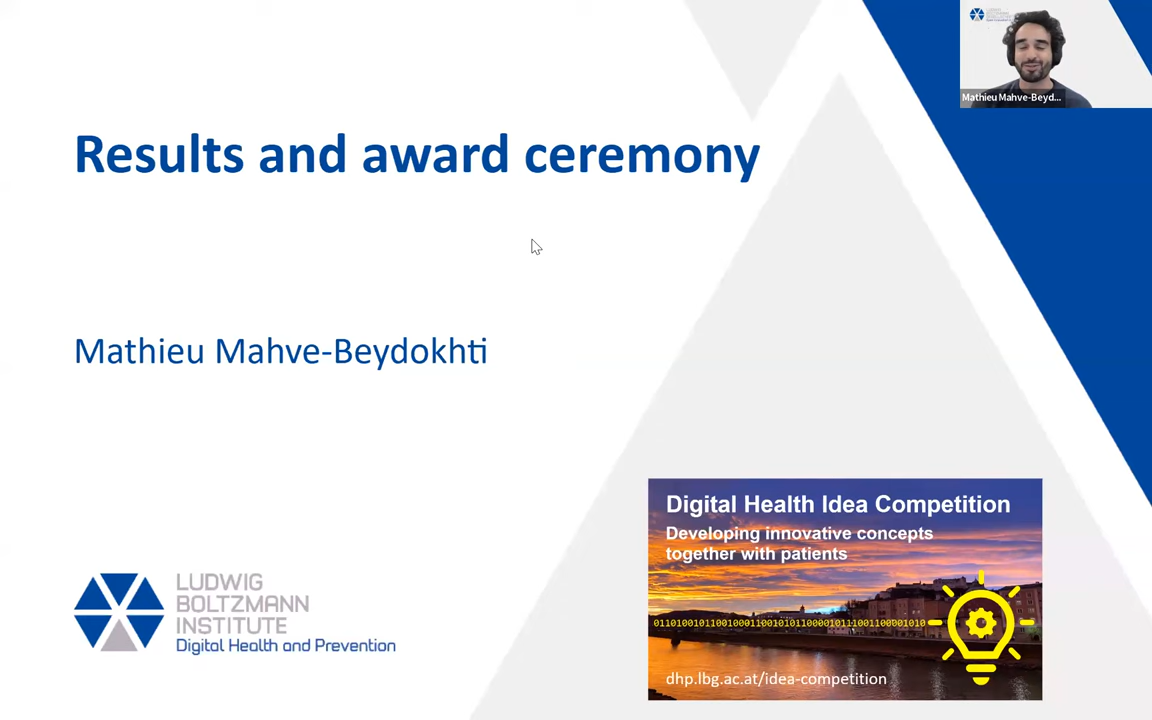 Results and award ceremony
Mathieu Mahve-Beyd...
Mathieu Mahve-Beydokhti
Digital Health Idea Competition
Developing innovative concepts
together with patients
dhp.lbg.ac.at/idea-competition
LUDWIG
BOLTZMANN
INSTITUTE
Digital Health and Prevention